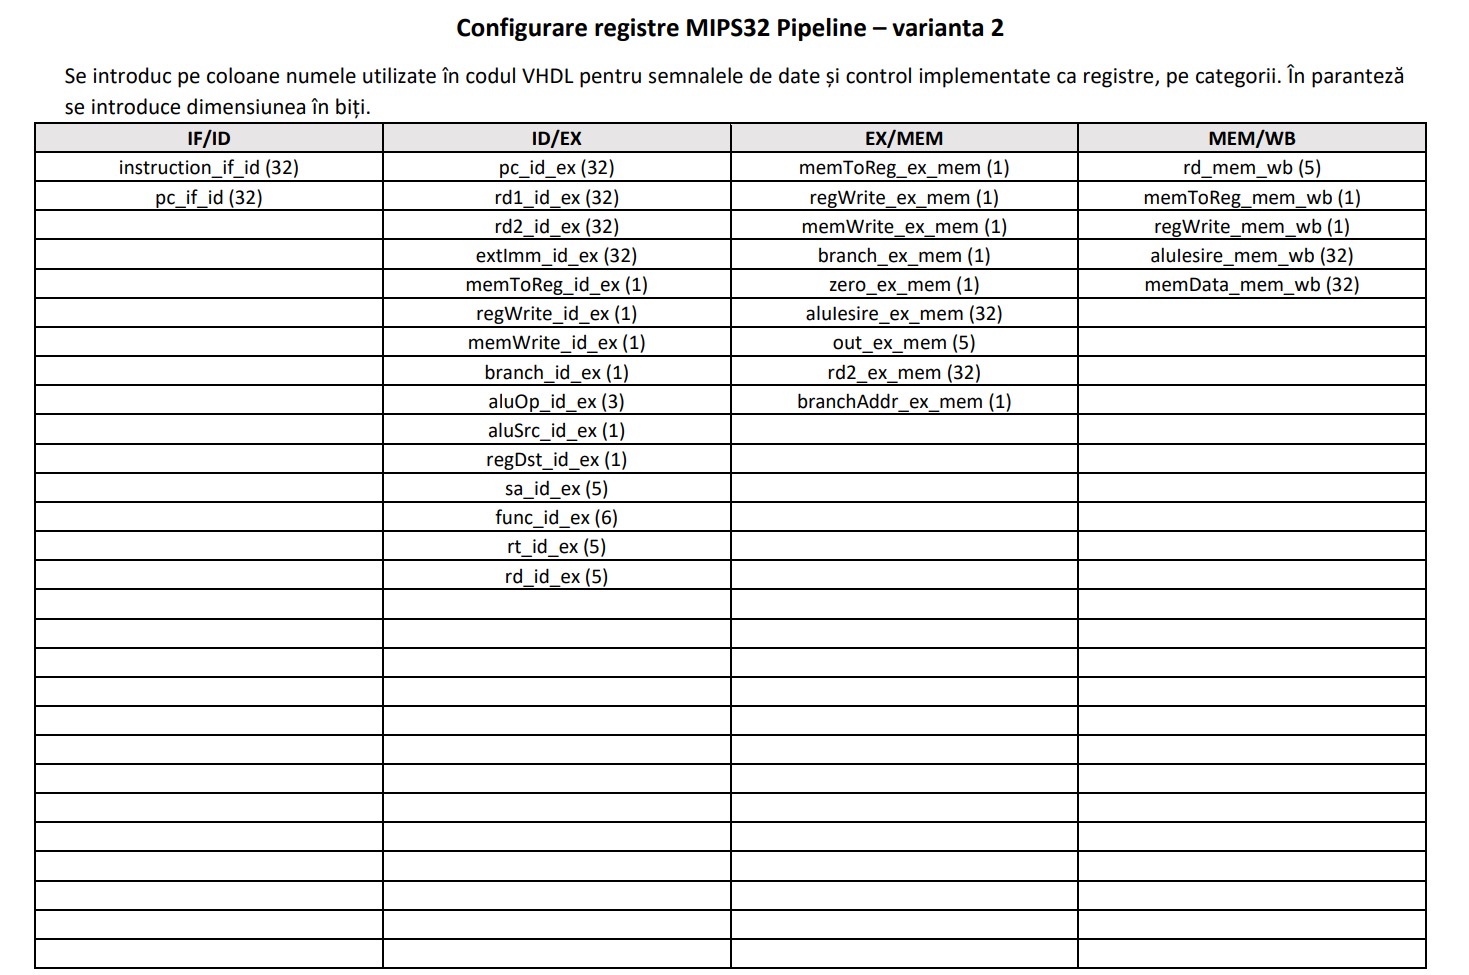 Configurare registre MIPS32 Pipeline – varianta 2
Se introduc pe coloane numele utilizate în codul VHDL pentru semnalele de date și control implementate ca registre, pe categorii. În paranteză
se introduce dimensiunea în biți.
IF/ID ID/EX EX/MEM MEM/WB
instruction_if_id (32) pc_id_ex (32) memToReg_ex_mem (1) rd_mem_wb (5)
pc_if_id (32) rd1_id_ex (32) regWrite_ex_mem (1) memToReg_mem_wb (1)
rd2_id_ex (32) memWrite_ex_mem (1) regWrite_mem_wb (1)
extImm_id_ex (32) branch_ex_mem (1) aluIesire_mem_wb (32)
memToReg_id_ex (1) zero_ex_mem (1) memData_mem_wb (32)
regWrite_id_ex (1) aluIesire_ex_mem (32)
memWrite_id_ex (1) out_ex_mem (5)
branch_id_ex (1) rd2_ex_mem (32)
aluOp_id_ex (3) branchAddr_ex_mem (1)
aluSrc_id_ex (1)
regDst_id_ex (1)
sa_id_ex (5)
func_id_ex (6)
rt_id_ex (5)
rd_id_ex (5)